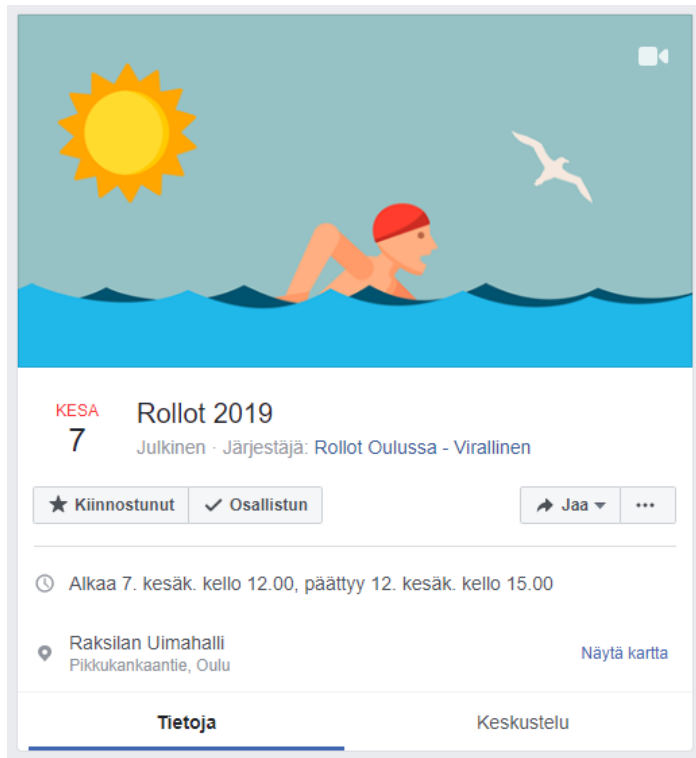 KESA
7
Rollot 2019
Julkinen · Järjestäjä: Rollot Oulussa - Virallinen
Kiinnostunut
Osallistun
Jaa
Alkaa 7. kesäk. kello 12.00, päättyy 12. kesäk. kello 15.00
Raksilan Uimahalli
Pikkukankaantie, Oulu
Näytä kartta
Tietoja
Keskustelu